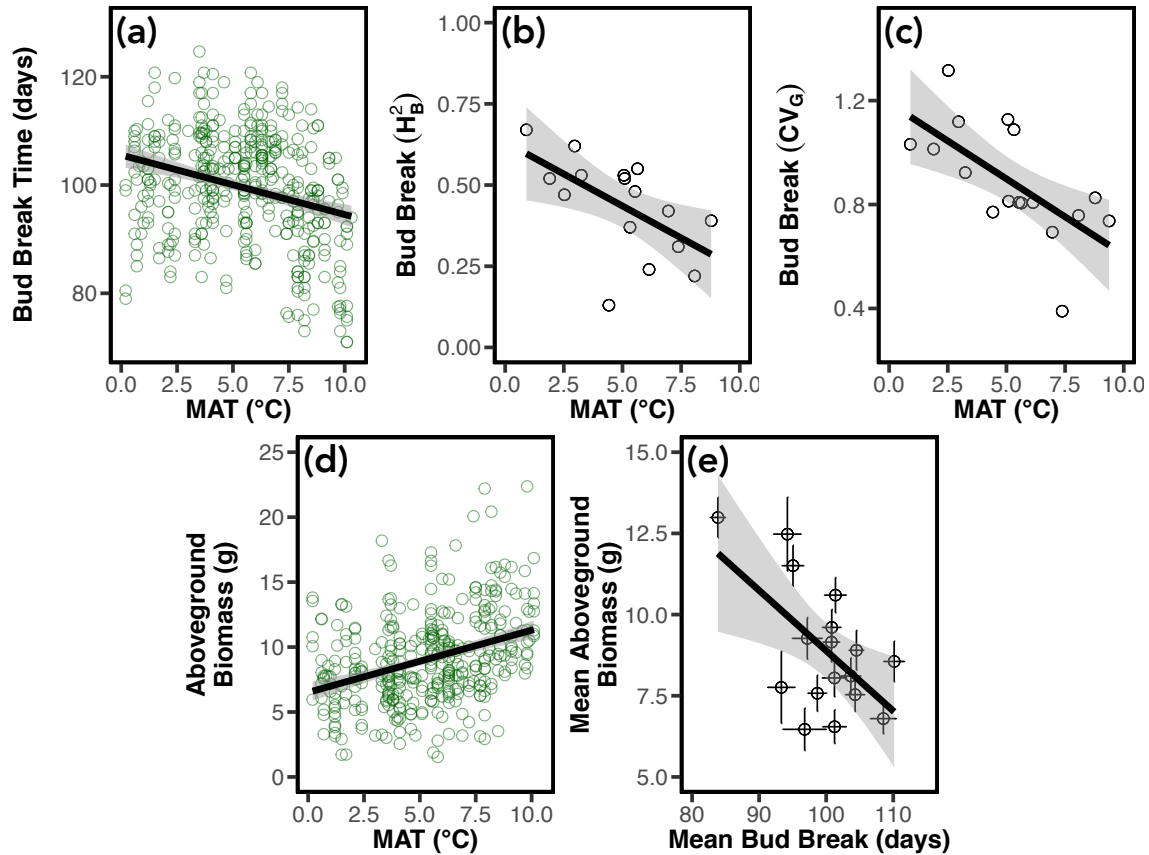 (a)
Bud Break Time (days)
120
100
80
0.0 2.5 5.0 7.5 10.0
MAT (°C)
(b)
Bud Break (H²B)
1.00
0.75
0.50
0.25
0.00
0.0 2.5 5.0 7.5 10.0
MAT (°C)
(c)
Bud Break (CVG)
1.2
0.8
0.4
0.0 2.5 5.0 7.5 10.0
MAT (°C)
(d)
Aboveground
Biomass (g)
25
20
15
10
5
0
0.0 2.5 5.0 7.5 10.0
MAT (°C)
(e)
Mean Aboveground
Biomass (g)
15.0
12.5
10.0
7.5
5.0
80 90 100 110
Mean Bud Break (days)